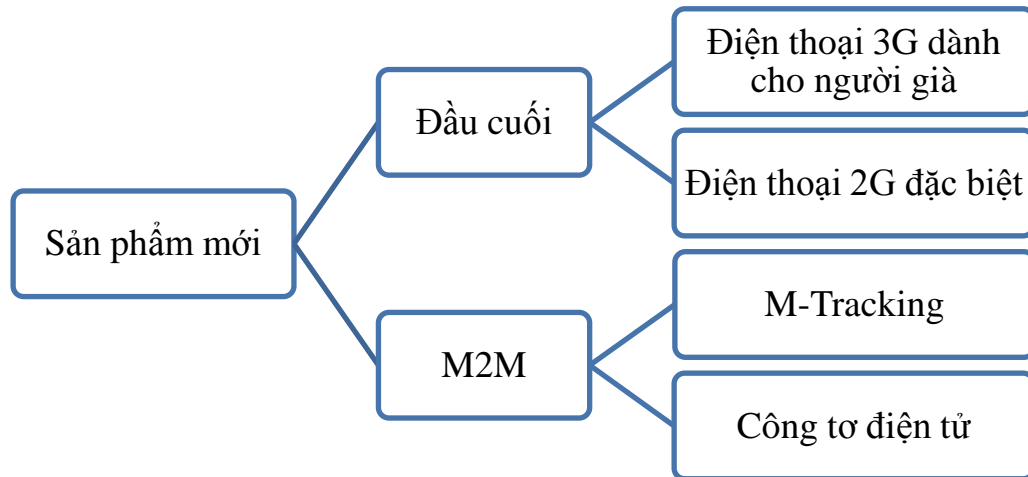 Sản phẩm mới
Đầu cuối
Điện thoại 3G dành
cho người già
Điện thoại 2G đặc biệt
M2M
M-Tracking
Công tơ điện tử